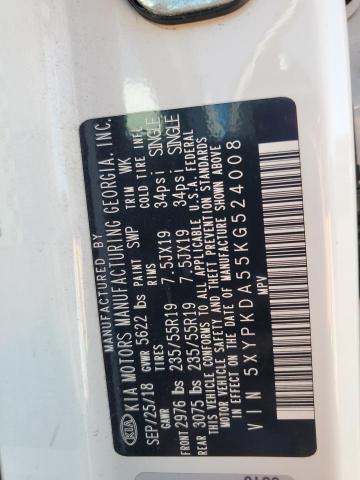 MANUFACTURED BY
KIA KIA MOTORS MANUFACTURING GEORGIA, INC.
SEP/25/18 PAINT SWP TRIM WK
GVWR 5622 lbs
GAWR TIRES RIMS COLD TIRE INFL
FRONT 2976 lbs 235/55R19 7.5JX19 34psi SINGLE
REAR 3075 lbs 235/55R19 7.5JX19 34psi SINGLE
THIS VEHICLE CONFORMS TO ALL APPLICABLE U.S.A. FEDERAL
MOTOR VEHICLE SAFETY AND THEFT PREVENTION STANDARDS
IN EFFECT ON THE DATE OF MANUFACTURE SHOWN ABOVE
VIN 5XYPKDA55KG524008
MPV